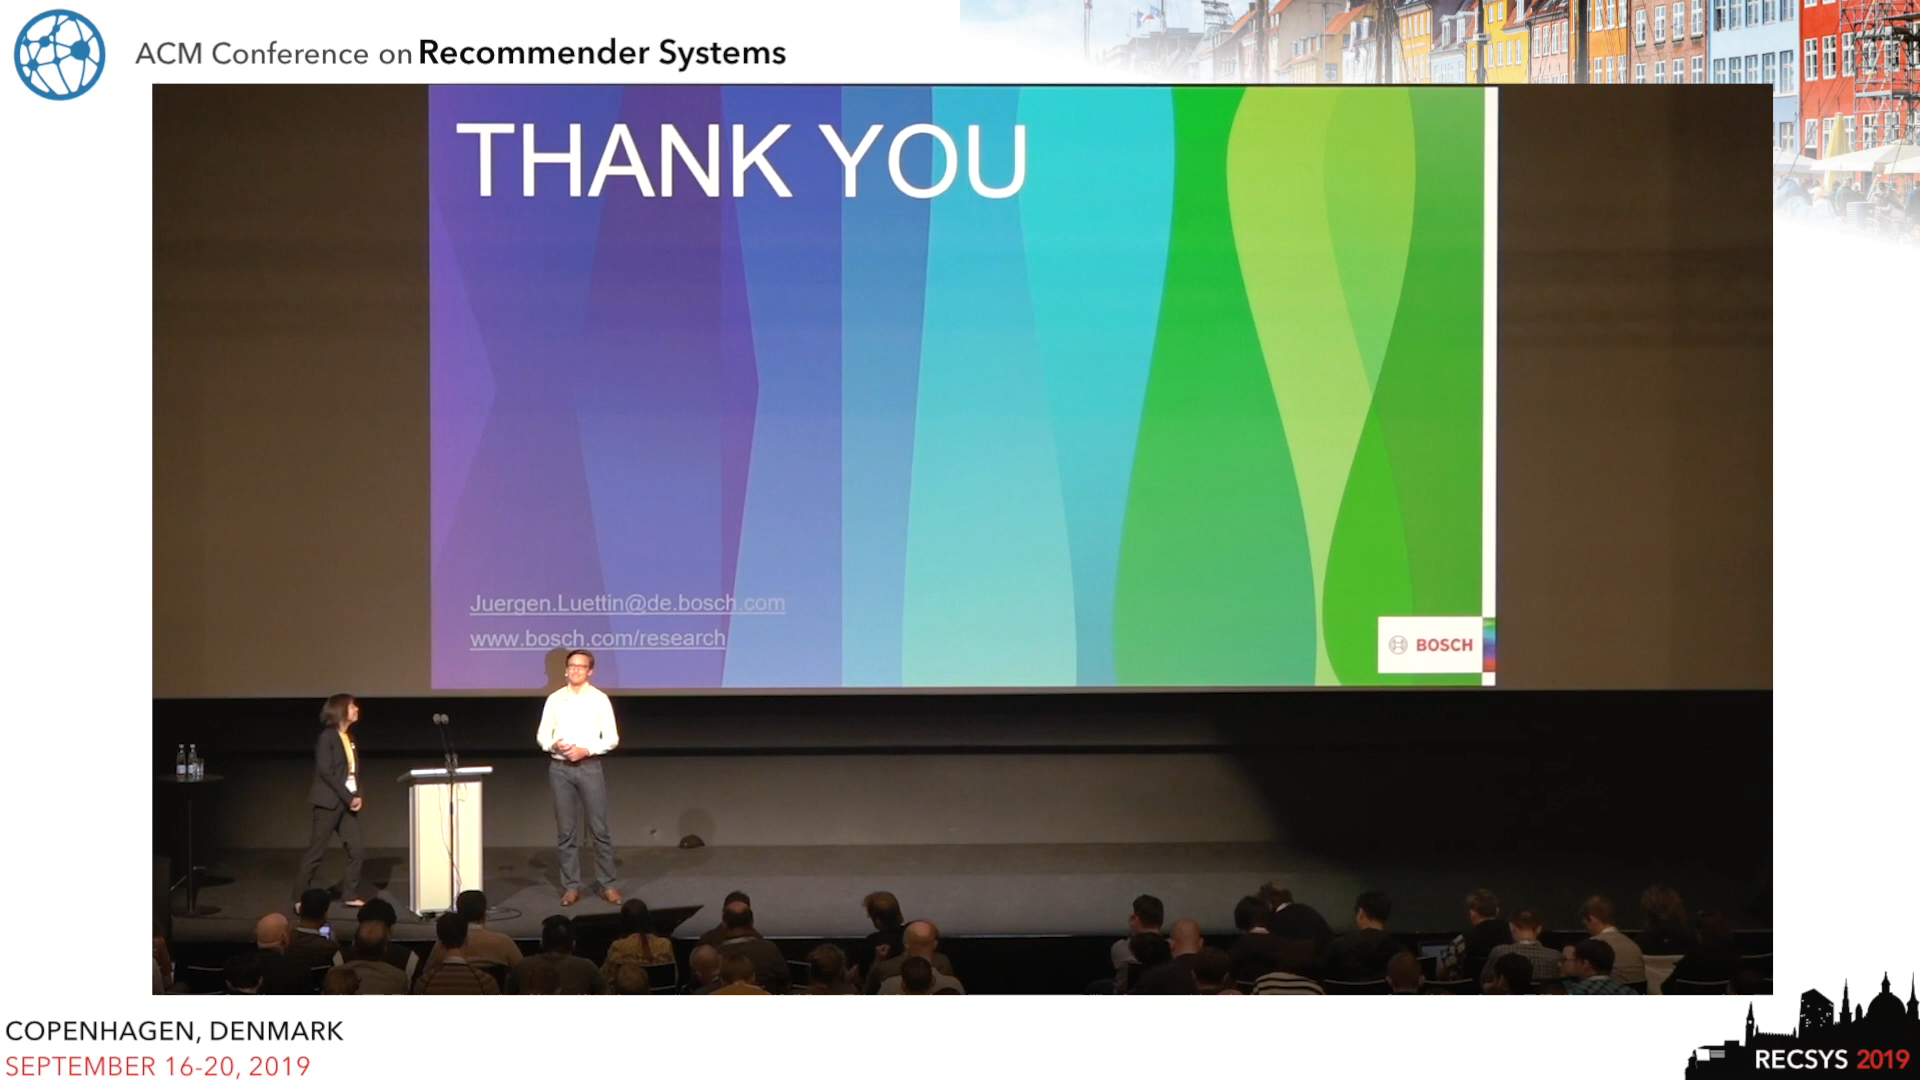 ACM Conference on Recommender Systems
THANK YOU
Juergen.Luettin@de.bosch.com
www.bosch.com/research
BOSCH
COPENHAGEN, DENMARK
SEPTEMBER 16-20, 2019
RECSYS 2019